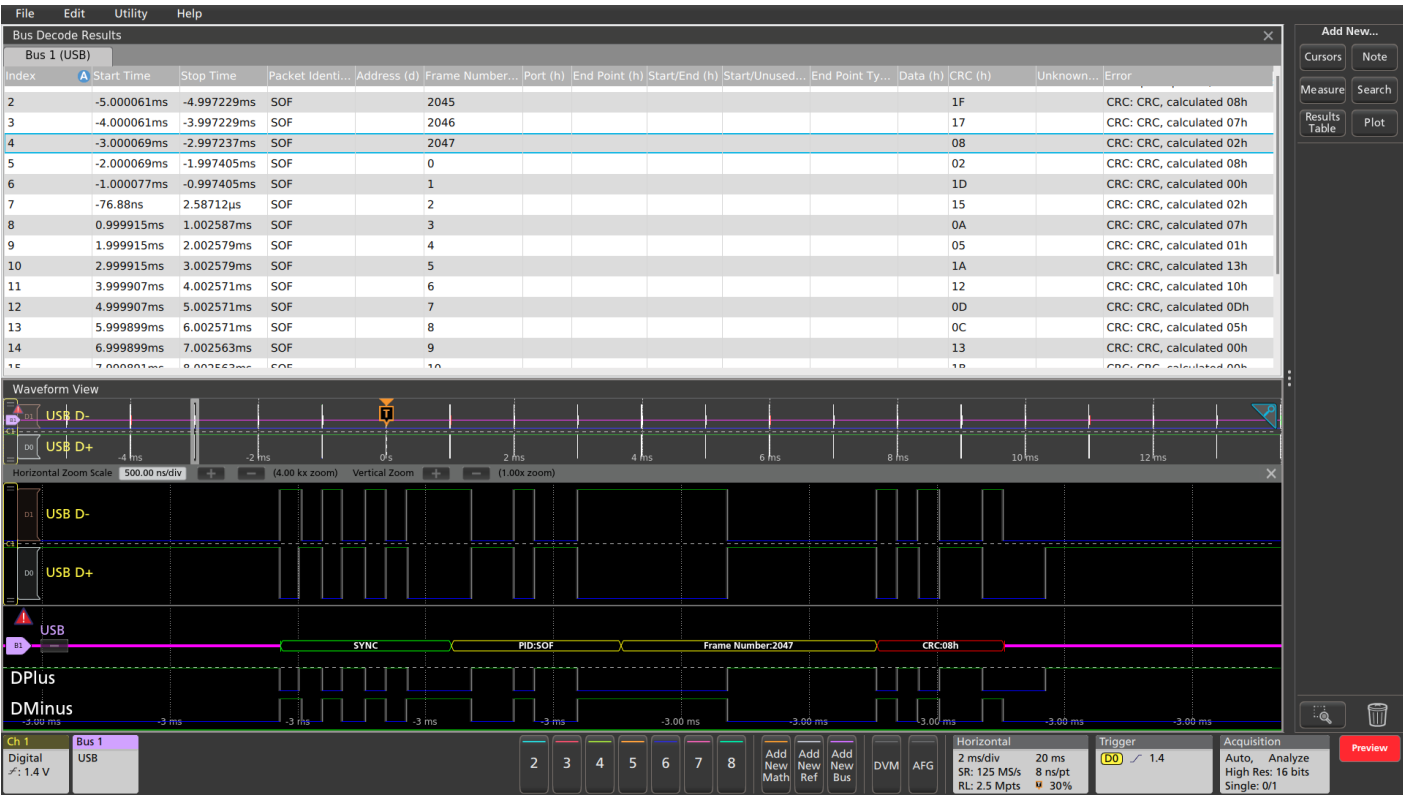 File Edit Utility Help
Bus Decode Results
Bus 1 (USB)
Index A Start Time Stop Time Packet Identi... Address (d) Frame Number... Port (h) End Point (h) Start/End (h) Start/Unused... End Point Ty... Data (h) CRC (h) Unknown... Error
2 -5.000061ms -4.997229ms SOF 2045 1F CRC: CRC, calculated 08h
3 -4.000061ms -3.997229ms SOF 2046 17 CRC: CRC, calculated 07h
4 -3.000069ms -2.997237ms SOF 2047 08 CRC: CRC, calculated 02h
5 -2.000069ms -1.997405ms SOF 0 02 CRC: CRC, calculated 08h
6 -1.000077ms -0.997405ms SOF 1 1D CRC: CRC, calculated 00h
7 -76.88ns 2.58712µs SOF 2 15 CRC: CRC, calculated 02h
8 0.999915ms 1.002587ms SOF 3 0A CRC: CRC, calculated 07h
9 1.999915ms 2.002579ms SOF 4 05 CRC: CRC, calculated 01h
10 2.999915ms 3.002579ms SOF 5 1A CRC: CRC, calculated 13h
11 3.999907ms 4.002571ms SOF 6 12 CRC: CRC, calculated 10h
12 4.999907ms 5.002571ms SOF 7 0D CRC: CRC, calculated 0Dh
13 5.999899ms 6.002571ms SOF 8 0C CRC: CRC, calculated 05h
14 6.999899ms 7.002563ms SOF 9 13 CRC: CRC, calculated 00h
Add New...
Cursors Note
Measure Search
Results Table Plot
Waveform View
D1 USB D-
T
C1
D0 USB D+
-4 ms -2 ms 0 s 2 ms 4 ms 6 ms 8 ms 10 ms 12 ms
Horizontal Zoom Scale 500.00 ns/div + − (4.00 kx zoom) Vertical Zoom + − (1.00x zoom)
D1 USB D-
C1
D0 USB D+
USB
B1 SYNC PID:SOF Frame Number:2047 CRC:08h
DPlus
DMinus
-3.00 ms -3 ms -3 ms -3 ms -3 ms -3.00 ms -3.00 ms -3.00 ms -3.00 ms -3.00 ms
Ch 1
Digital
: 1.4 V
Bus 1
USB
2 3 4 5 6 7 8
Add New Math
Add New Ref
Add New Bus
DVM AFG
Horizontal
2 ms/div 20 ms
SR: 125 MS/s 8 ns/pt
RL: 2.5 Mpts 30%
Trigger
D0 1.4
Acquisition
Auto, Analyze
High Res: 16 bits
Single: 0/1
Preview